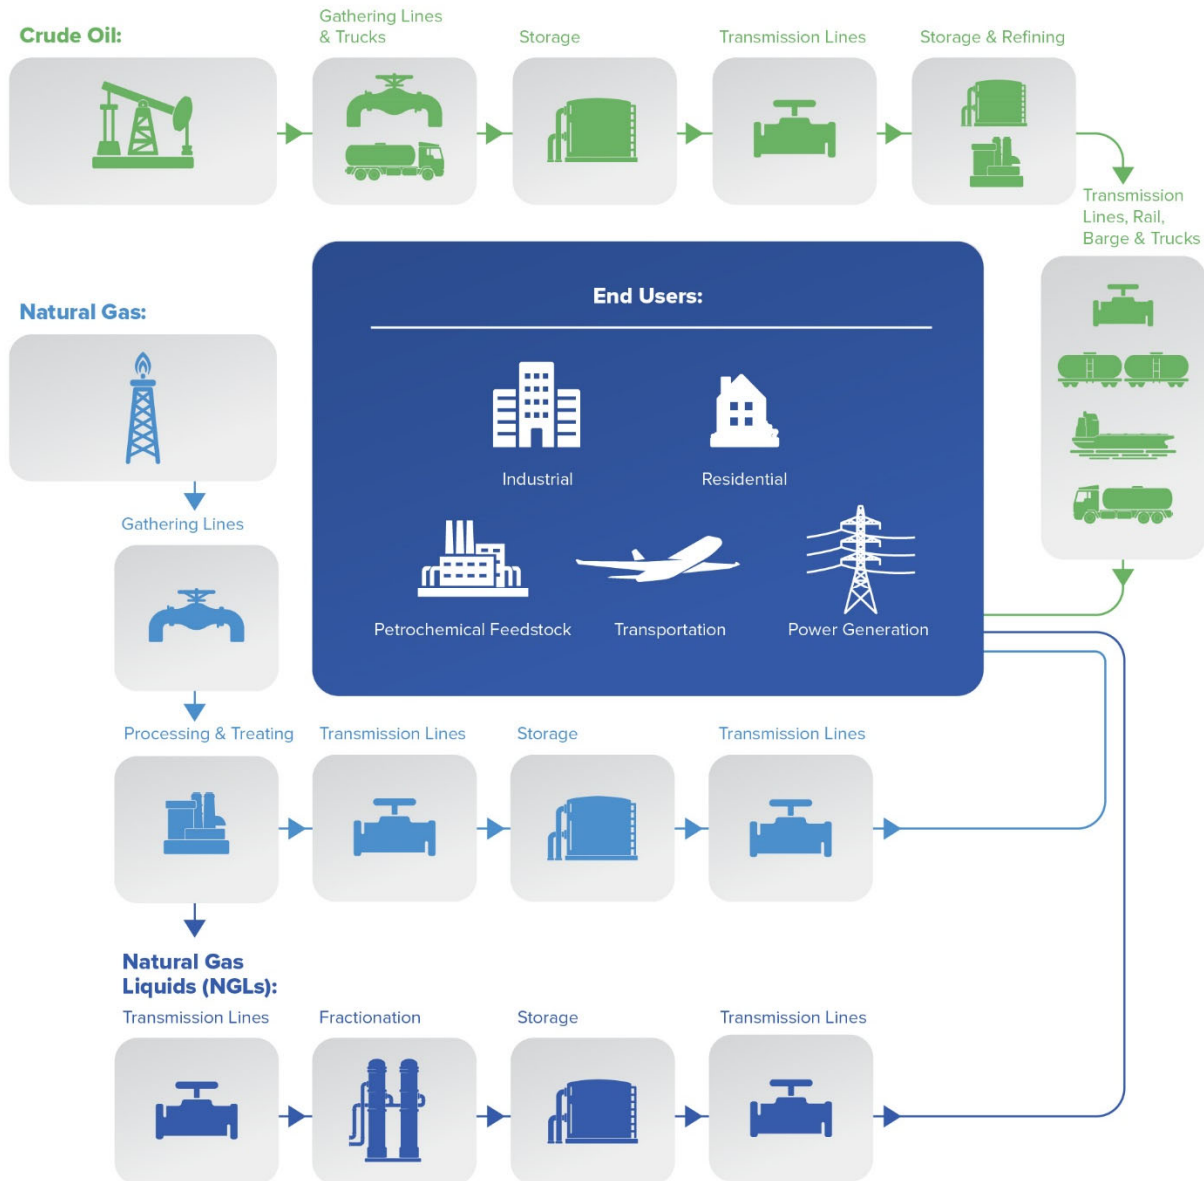 Crude Oil:
Gathering Lines
& Trucks
Storage
Transmission Lines
Storage & Refining
Transmission
Lines, Rail,
Barge & Trucks
End Users:
Industrial
Residential
Petrochemical Feedstock
Transportation
Power Generation
Natural Gas:
Gathering Lines
Processing & Treating
Transmission Lines
Storage
Transmission Lines
Natural Gas
Liquids (NGLs):
Transmission Lines
Fractionation
Storage
Transmission Lines